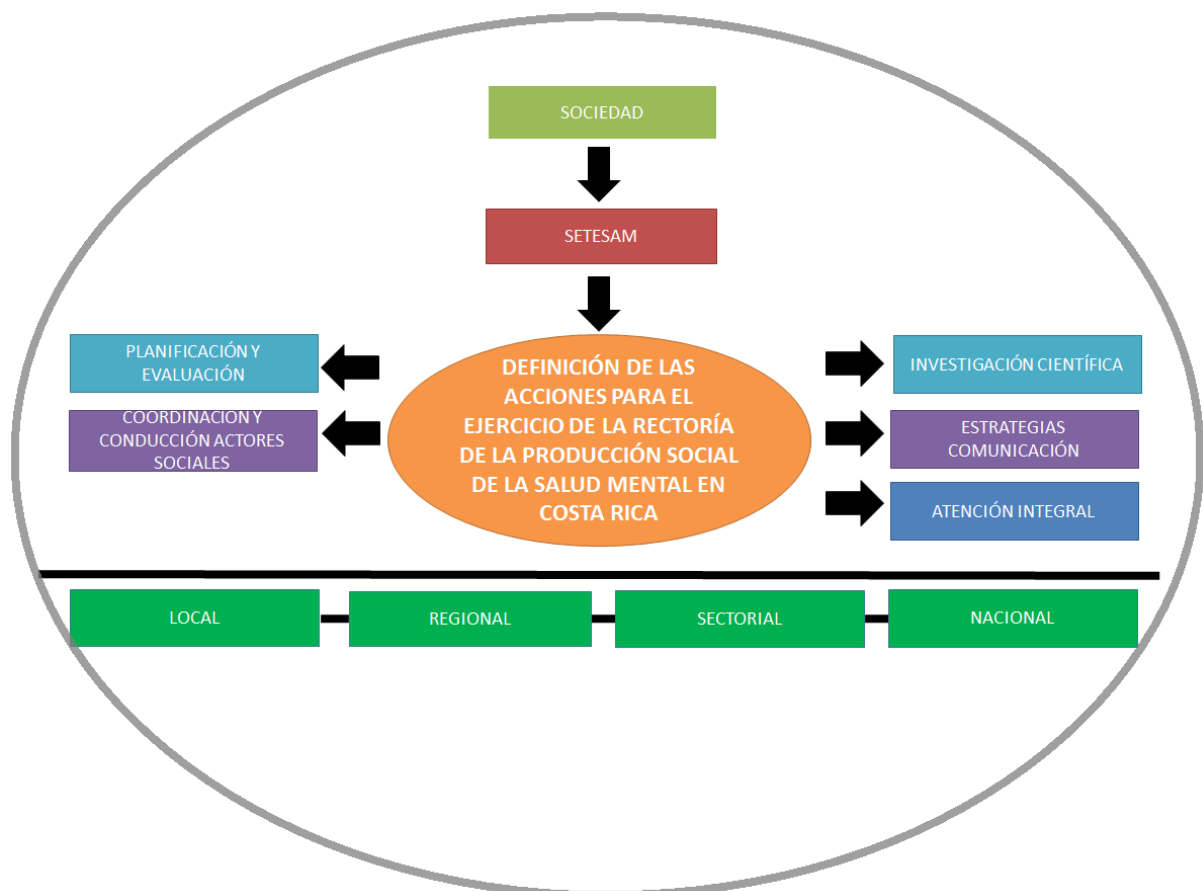 SOCIEDAD
SETESAM
DEFINICIÓN DE LAS
ACCIONES PARA EL
EJERCICIO DE LA RECTORÍA
DE LA PRODUCCIÓN SOCIAL
DE LA SALUD MENTAL EN
COSTA RICA
PLANIFICACIÓN Y
EVALUACIÓN
COORDINACIÓN Y
CONDUCCIÓN ACTORES
SOCIALES
INVESTIGACIÓN CIENTÍFICA
ESTRATEGIAS
COMUNICACIÓN
ATENCIÓN INTEGRAL
LOCAL
REGIONAL
SECTORIAL
NACIONAL